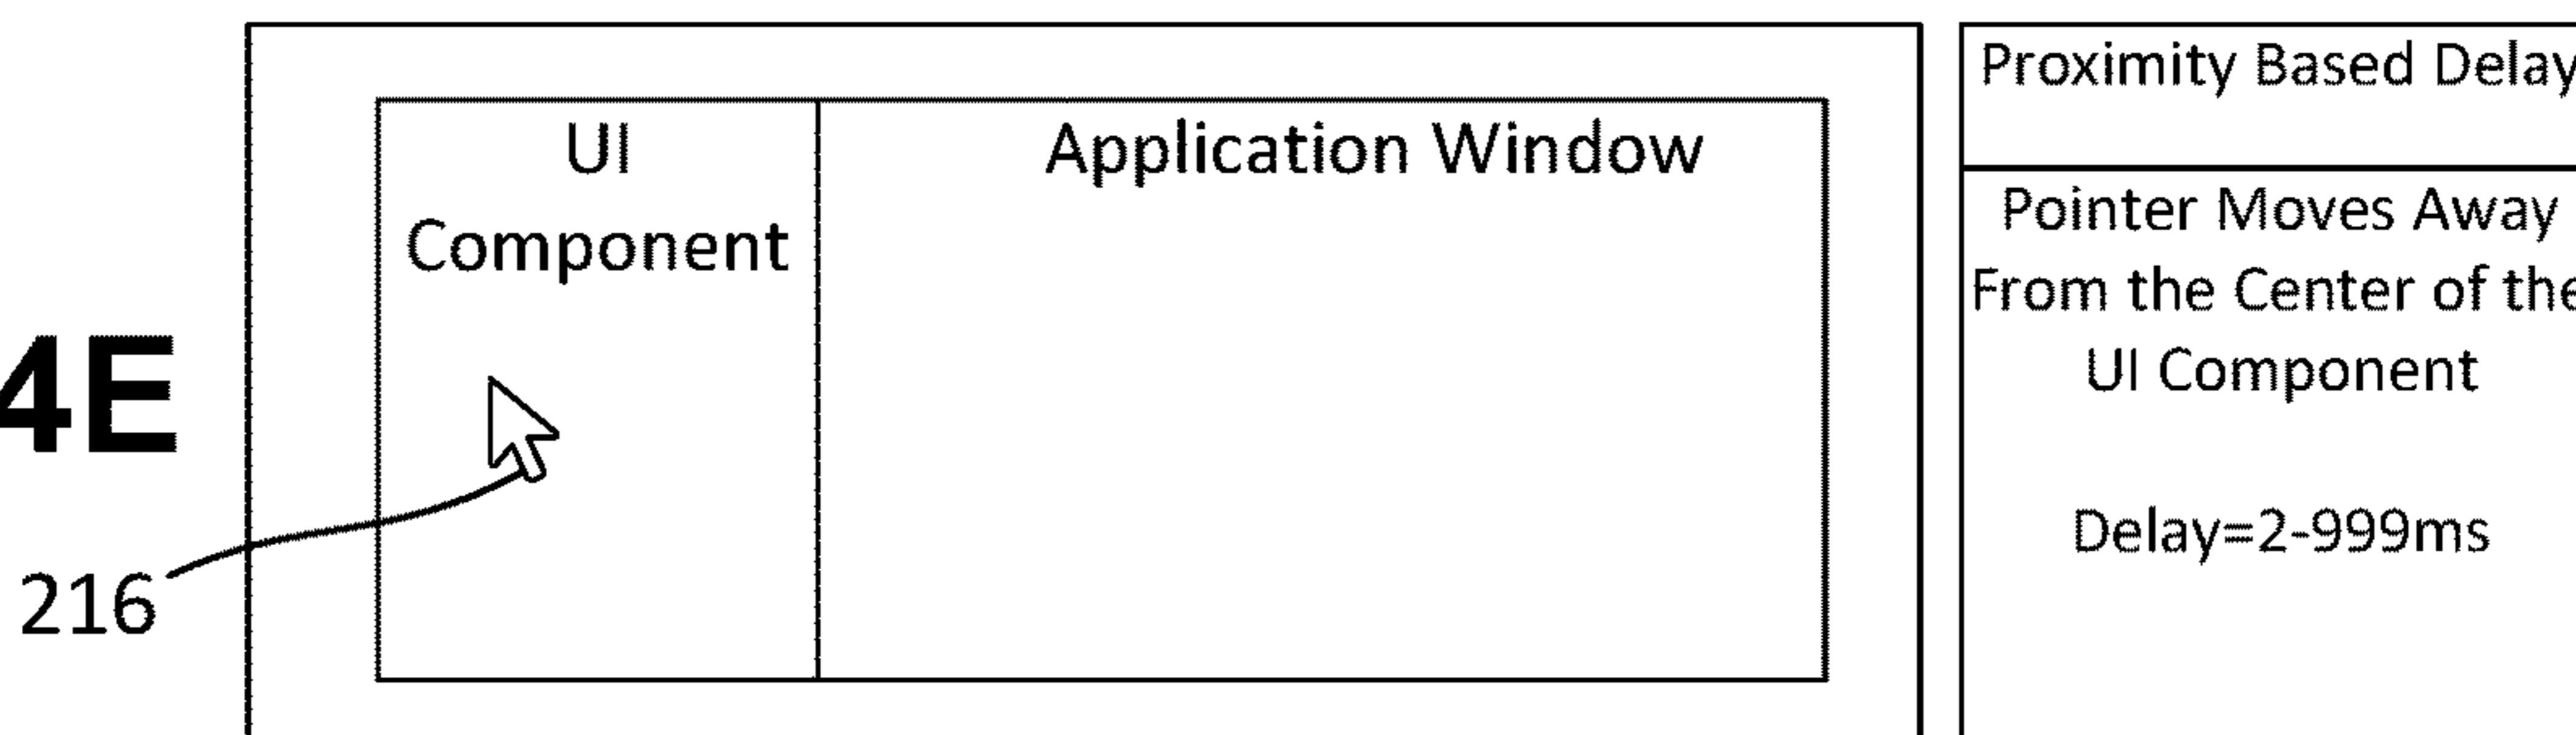 4E
216
UI
Component
Application Window
Proximity Based Delay
Pointer Moves Away
From the Center of the
UI Component
Delay=2-999ms